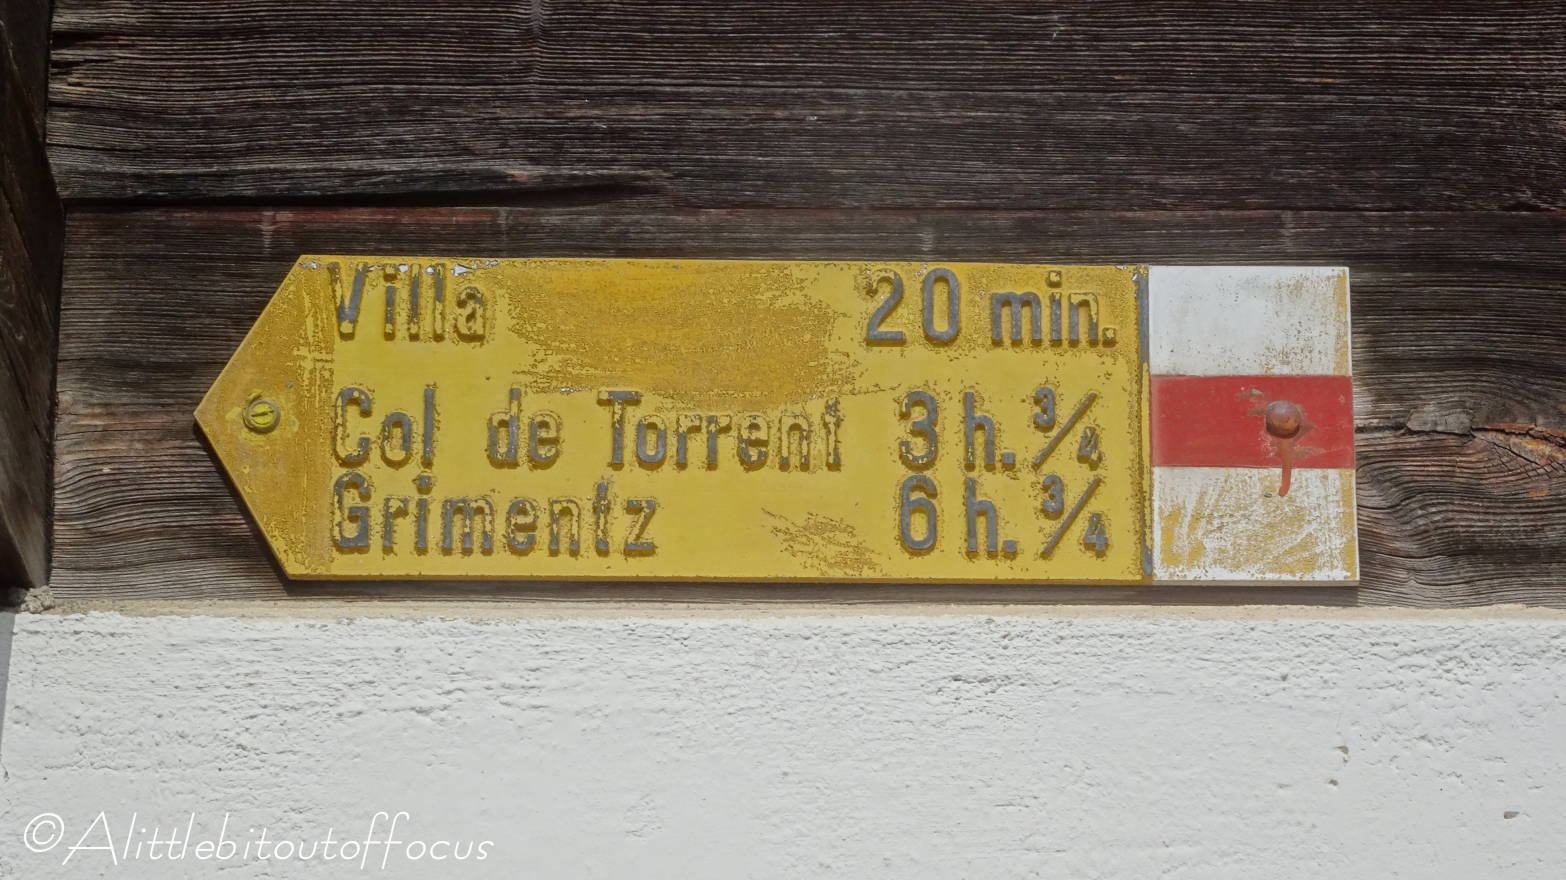 Villa 20 min.
Col de Torrent 3 h. ¾
Grimentz 6 h. ¾
©Alittlebitoutoffocus